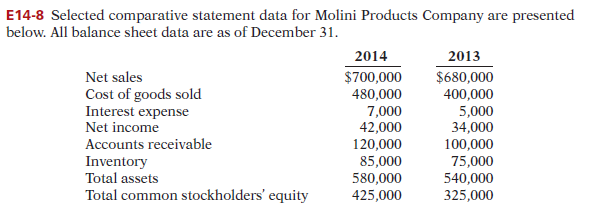 E14-8 Selected comparative statement data for Molini Products Company are presented
below. All balance sheet data are as of December 31.
2014 2013
Net sales $700,000 $680,000
Cost of goods sold 480,000 400,000
Interest expense 7,000 5,000
Net income 42,000 34,000
Accounts receivable 120,000 100,000
Inventory 85,000 75,000
Total assets 580,000 540,000
Total common stockholders' equity 425,000 325,000